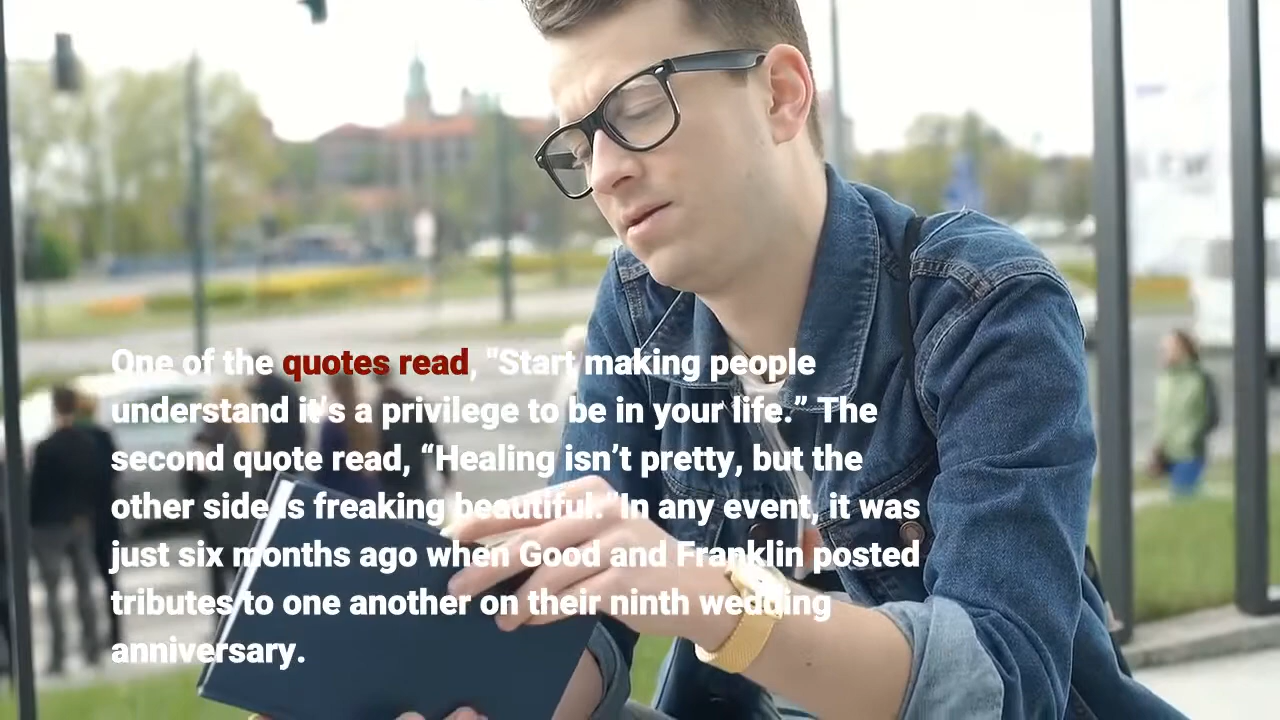 One of the quotes read, "Start making people
understand it's a privilege to be in your life.” The
second quote read, “Healing isn’t pretty, but the
other side is freaking beautiful.”In any event, it was
just six months ago when Good and Franklin posted
tributes to one another on their ninth wedding
anniversary.